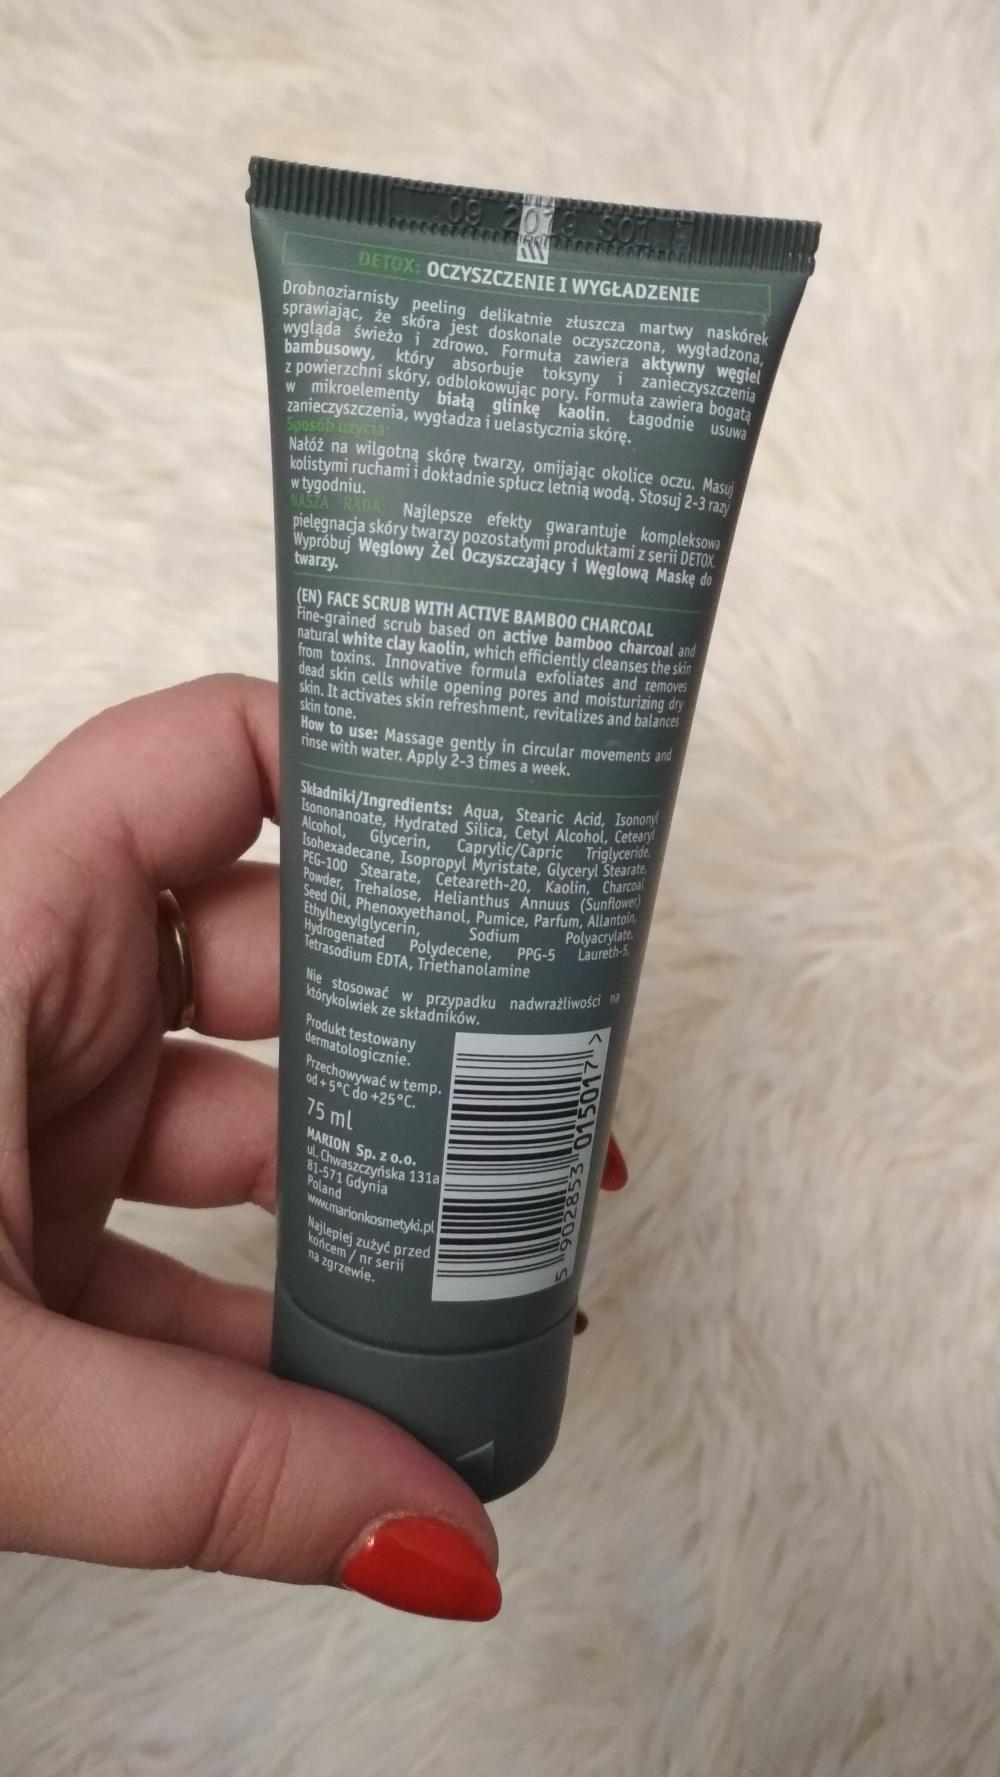 09 2019 S01
DETOX: OCZYSZCZENIE I WYGŁADZENIE
Drobnoziarnisty peeling delikatnie złuszcza martwy naskórek
sprawiając, że skóra jest doskonale oczyszczona, wygładzona,
wygląda świeżo i zdrowo. Formuła zawiera aktywny węgiel
bambusowy, który absorbuje toksyny i zanieczyszczenia
z powierzchni skóry, odblokowując pory. Formuła zawiera bogatą
w mikroelementy białą glinkę kaolin. Łagodnie usuwa
zanieczyszczenia, wygładza i uelastycznia skórę.
Sposób użycia:
Nałóż na wilgotną skórę twarzy, omijając okolice oczu. Masuj
kolistymi ruchami i dokładnie spłucz letnią wodą. Stosuj 2-3 razy
w tygodniu.
NASZA RADA: Najlepsze efekty gwarantuje kompleksowa
pielęgnacja skóry twarzy pozostałymi produktami z serii DETOX.
Wypróbuj Węglowy Żel Oczyszczający i Węglową Maskę do
twarzy.
(EN) FACE SCRUB WITH ACTIVE BAMBOO CHARCOAL
Fine-grained scrub based on active bamboo charcoal and
natural white clay kaolin, which efficiently cleanses the skin
from toxins. Innovative formula exfoliates and removes
dead skin cells while opening pores and moisturizing dry
skin. It activates skin refreshment, revitalizes and balances
skin tone.
How to use: Massage gently in circular movements and
rinse with water. Apply 2-3 times a week.
Składniki/Ingredients: Aqua, Stearic Acid, Isononyl
Isononanoate, Hydrated Silica, Cetyl Alcohol, Cetearyl
Alcohol, Glycerin, Caprylic/Capric Triglyceride,
Isohexadecane, Isopropyl Myristate, Glyceryl Stearate,
PEG-100 Stearate, Ceteareth-20, Kaolin, Charcoal
Powder, Trehalose, Helianthus Annuus (Sunflower)
Seed Oil, Phenoxyethanol, Pumice, Parfum, Allantoin,
Ethylhexylglycerin, Sodium Polyacrylate,
Hydrogenated Polydecene, PPG-5 Laureth-5,
Tetrasodium EDTA, Triethanolamine
Nie stosować w przypadku nadwrażliwości na
którykolwiek ze składników.
Produkt testowany
dermatologicznie.
Przechowywać w temp.
od +5°C do +25°C.
75 ml
MARION Sp. z o.o.
ul. Chwaszczyńska 131a
81-571 Gdynia
Poland
www.marionkosmetyki.pl
Najlepiej zużyć przed
końcem / nr serii
na zgrzewie.
5 902853 015017 >